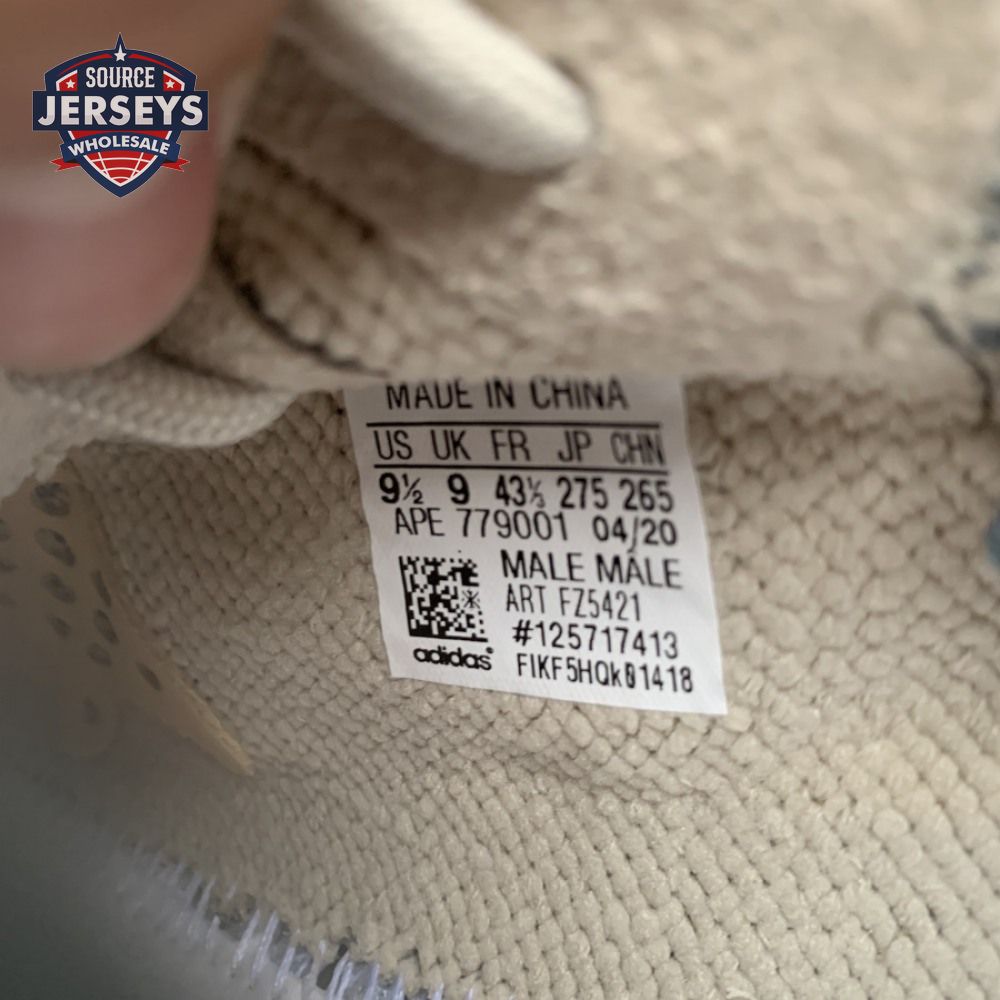 SOURCE
JERSEYS
WHOLESALE
MADE IN CHINA
US UK FR JP CHN
9½ 9 43⅓ 275 265
APE 779001 04/20
MALE MALE
ART FZ5421
#125717413
FIKF5HQk01418
adidas®